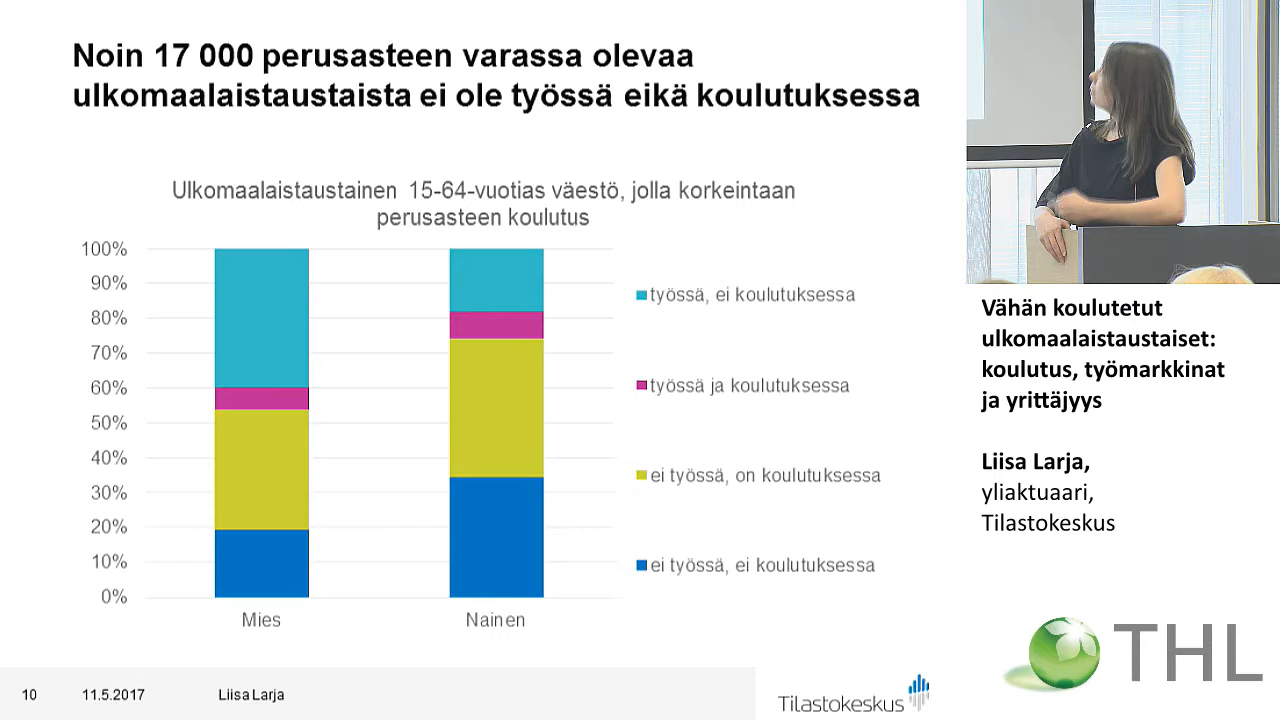 Noin 17 000 perusasteen varassa olevaa
ulkomaalaistaustaista ei ole työssä eikä koulutuksessa
Ulkomaalaistaustainen 15-64-vuotias väestö, jolla korkeintaan
perusasteen koulutus
100%
90%
80%
70%
60%
50%
40%
30%
20%
10%
0%
Mies
Nainen
työssä, ei koulutuksessa
työssä ja koulutuksessa
ei työssä, on koulutuksessa
ei työssä, ei koulutuksessa
10
11.5.2017
Liisa Larja
Tilastokeskus
Vähän koulutetut
ulkomaalaistaustaiset:
koulutus, työmarkkinat
ja yrittäjyys
Liisa Larja,
yliaktuaari,
Tilastokeskus
THL